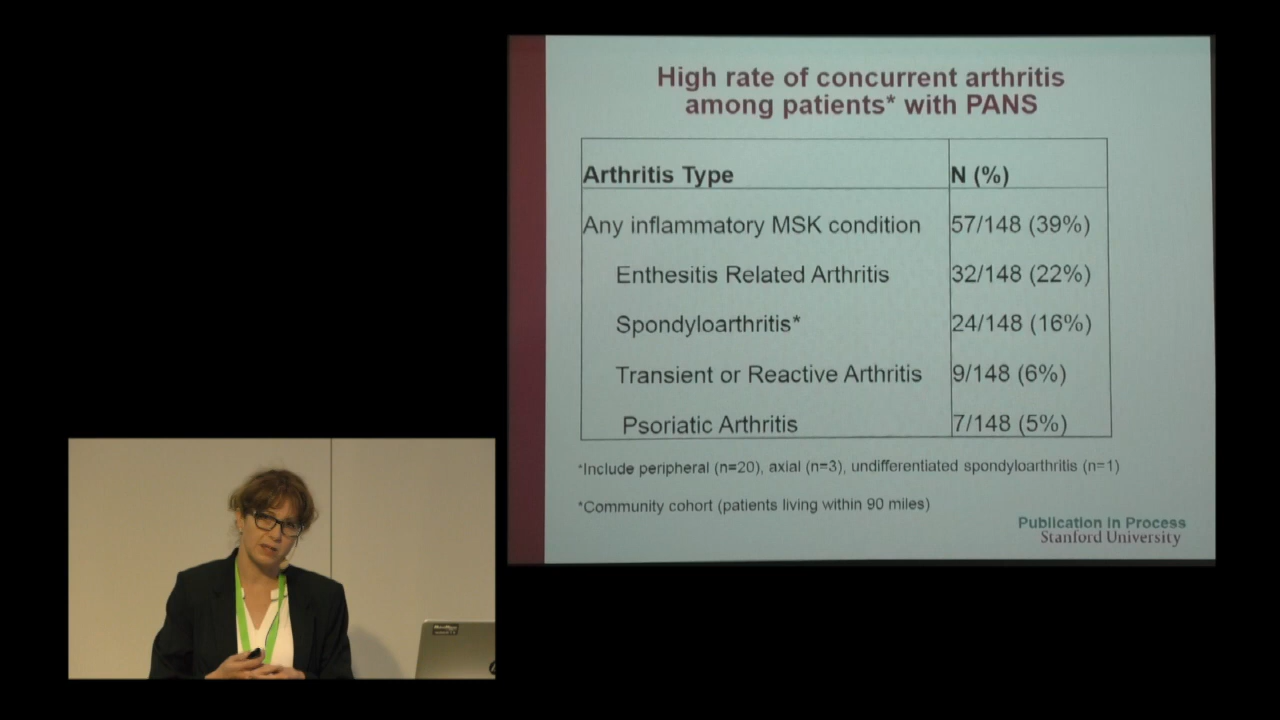 High rate of concurrent arthritis
among patients* with PANS
Arthritis Type N (%)
Any inflammatory MSK condition 57/148 (39%)
Enthesitis Related Arthritis 32/148 (22%)
Spondyloarthritis* 24/148 (16%)
Transient or Reactive Arthritis 9/148 (6%)
Psoriatic Arthritis 7/148 (5%)
*Include peripheral (n=20), axial (n=3), undifferentiated spondyloarthritis (n=1)
*Community cohort (patients living within 90 miles)
Publication in Process
Stanford University